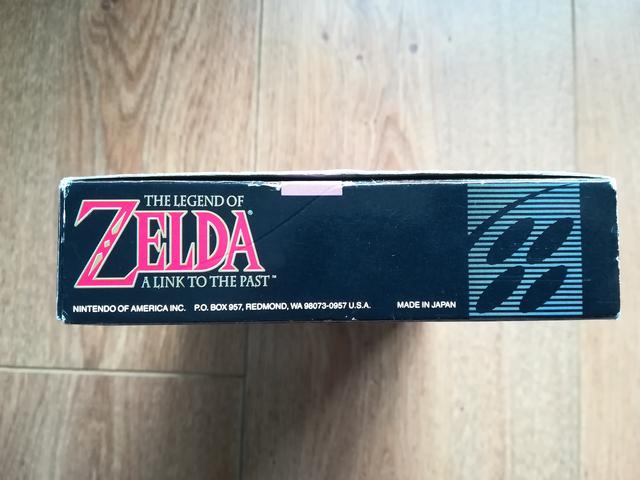 THE LEGEND OF
ZELDA®
A LINK TO THE PAST™
NINTENDO OF AMERICA INC. P.O. BOX 957, REDMOND, WA 98073-0957 U.S.A. MADE IN JAPAN